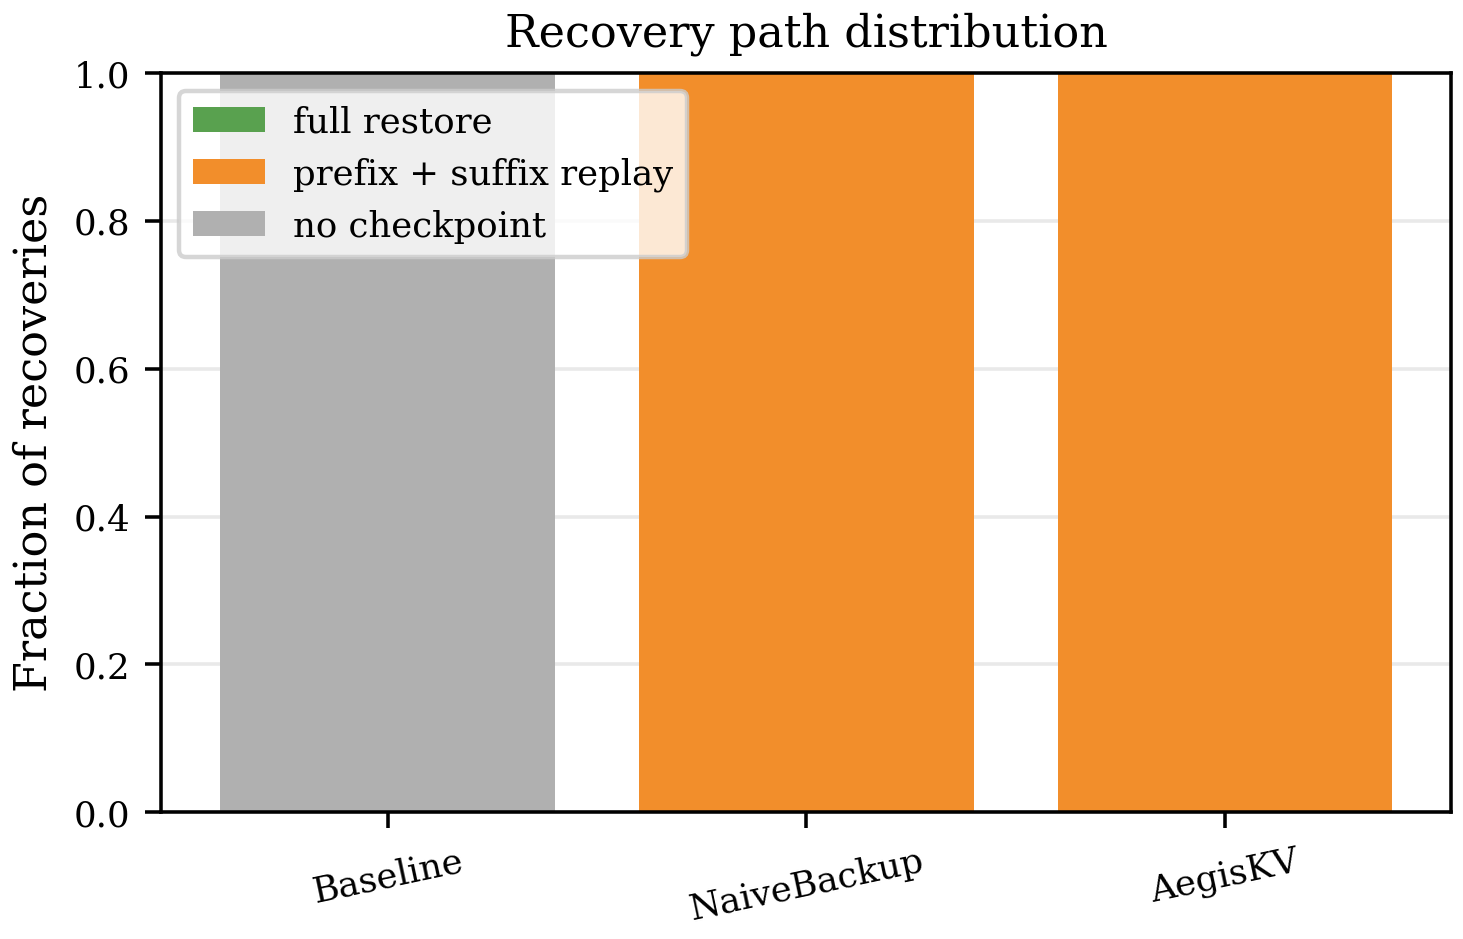 Recovery path distribution
Fraction of recoveries
1.0
0.8
0.6
0.4
0.2
0.0
full restore
prefix + suffix replay
no checkpoint
Baseline
NaiveBackup
AegisKV